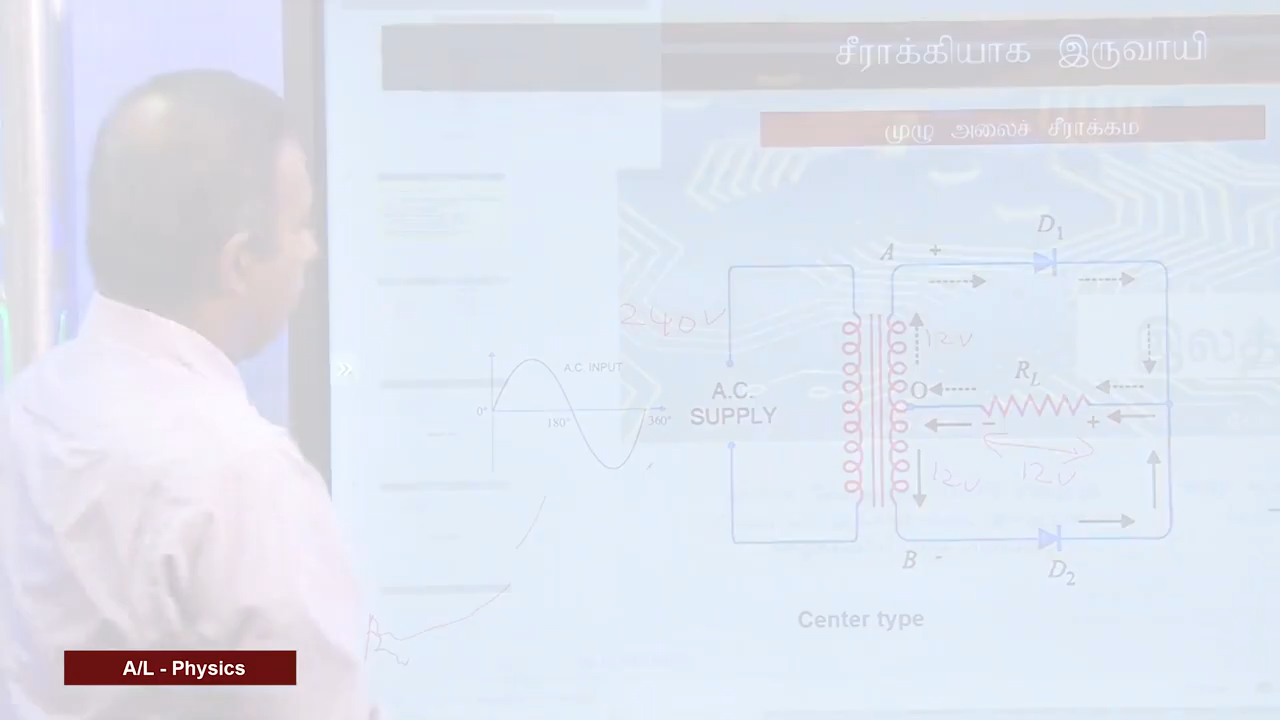 சீராக்கியாக இருவாயி
முழு அலைச் சீராக்கம
D1
A +
240V
12V
A.C. INPUT
RL
O
A.C.
SUPPLY
0°
180°
360°
- +
12V
12V
B -
D2
Center type
A/L - Physics